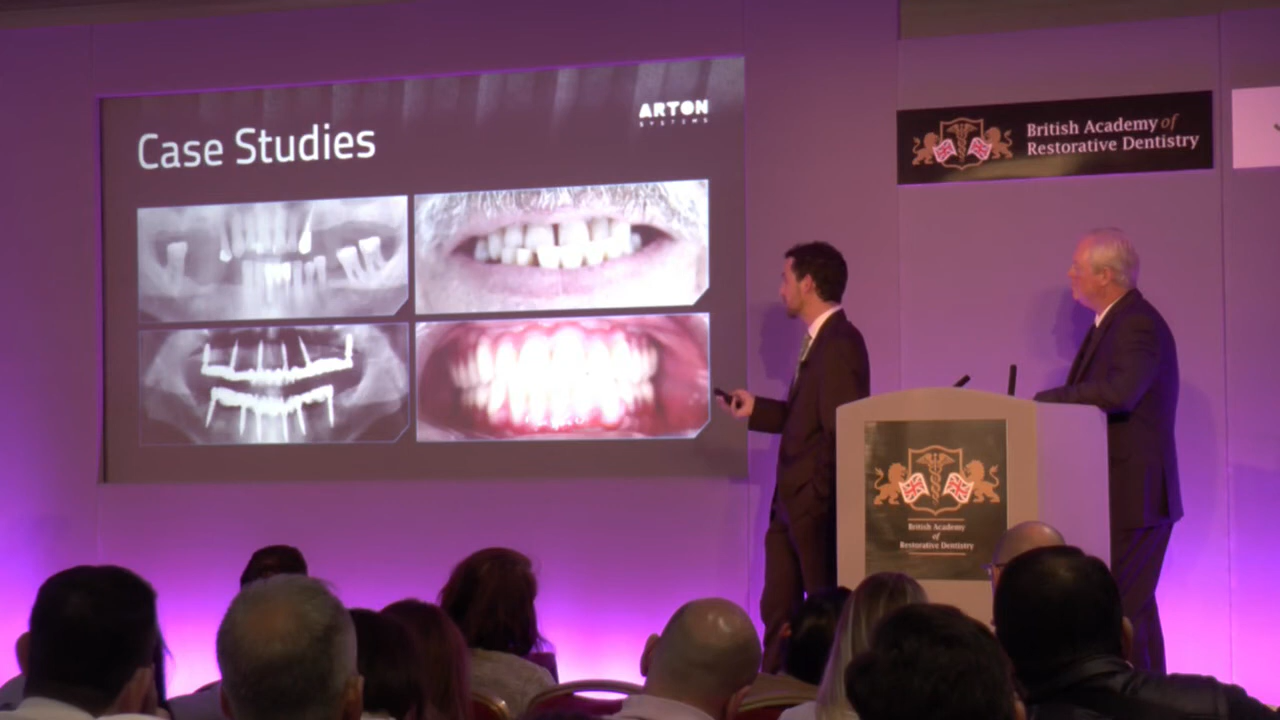 Case Studies
ARTON
SYSTEMS
British Academy of
Restorative Dentistry
British Academy
of
Restorative Dentistry